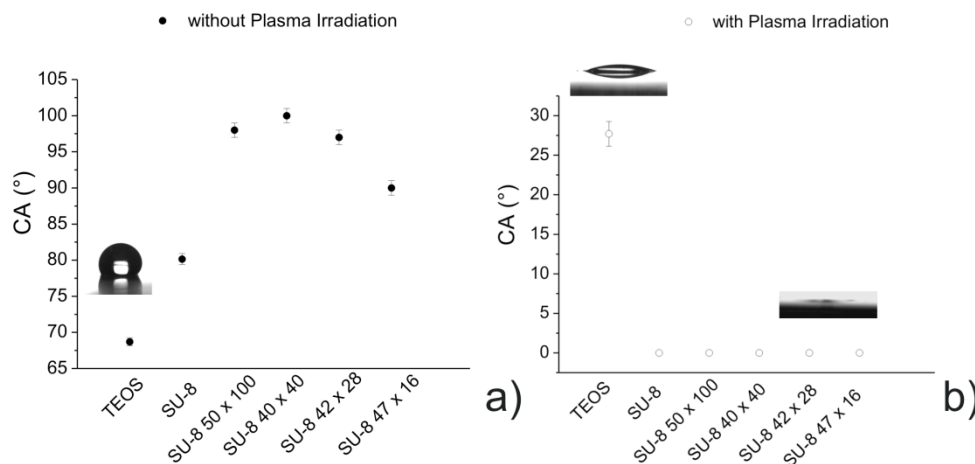 ● without Plasma Irradiation
○ with Plasma Irradiation
CA (°)
105
100
95
90
85
80
75
70
65
TEOS
SU-8
SU-8 50 x 100
SU-8 40 x 40
SU-8 42 x 28
SU-8 47 x 16
a)
CA (°)
30
25
20
15
10
5
0
TEOS
SU-8
SU-8 50 x 100
SU-8 40 x 40
SU-8 42 x 28
SU-8 47 x 16
b)